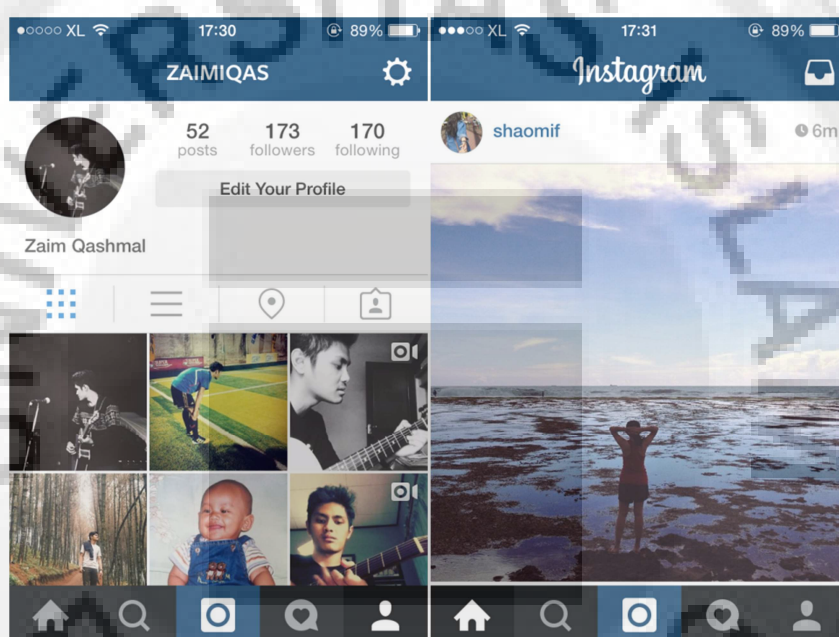 XL 17:30 89%
ZAIMIQAS
52 173 170
posts followers following
Edit Your Profile
Zaim Qashmal
XL 17:31 89%
Instagram
shaomif 6m